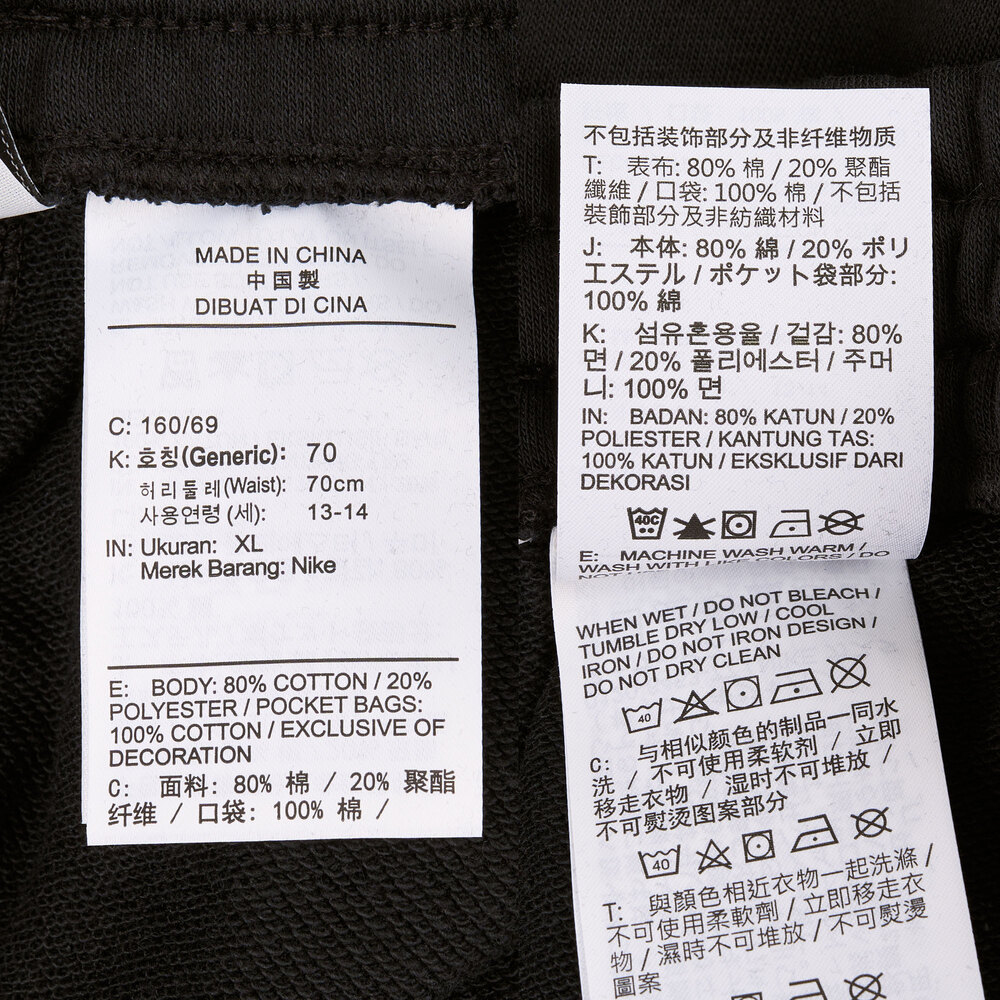 MADE IN CHINA
中国製
DIBUAT DI CINA
C: 160/69
K: 호칭(Generic): 70
허리둘레(Waist): 70cm
사용연령 (세): 13-14
IN: Ukuran: XL
Merek Barang: Nike
E: BODY: 80% COTTON / 20%
POLYESTER / POCKET BAGS:
100% COTTON / EXCLUSIVE OF
DECORATION
C: 面料: 80% 棉 / 20% 聚酯
纤维 / 口袋: 100% 棉 /
不包括装饰部分及非纤维物质
T: 表布: 80% 棉 / 20% 聚酯
纖維 / 口袋: 100% 棉 / 不包括
裝飾部分及非紡織材料
J: 本体: 80% 綿 / 20% ポリ
エステル / ポケット袋部分:
100% 綿
K: 섬유혼용율 / 겉감: 80%
면 / 20% 폴리에스터 / 주머
니: 100% 면
IN: BADAN: 80% KATUN / 20%
POLIESTER / KANTUNG TAS:
100% KATUN / EKSKLUSIF DARI
DEKORASI
40C
E: MACHINE WASH WARM /
WASH WITH LIKE COLORS / DO
WHEN WET / DO NOT BLEACH /
TUMBLE DRY LOW / COOL
IRON / DO NOT IRON DESIGN /
DO NOT DRY CLEAN
40
C: 与相似颜色的制品一同水
洗 / 不可使用柔软剂 / 立即
移走衣物 / 湿时不可堆放 /
不可熨烫图案部分
40
T: 與顏色相近衣物一起洗滌 /
不可使用柔軟劑 / 立即移走衣
物 / 濕時不可堆放 / 不可熨燙
圖案